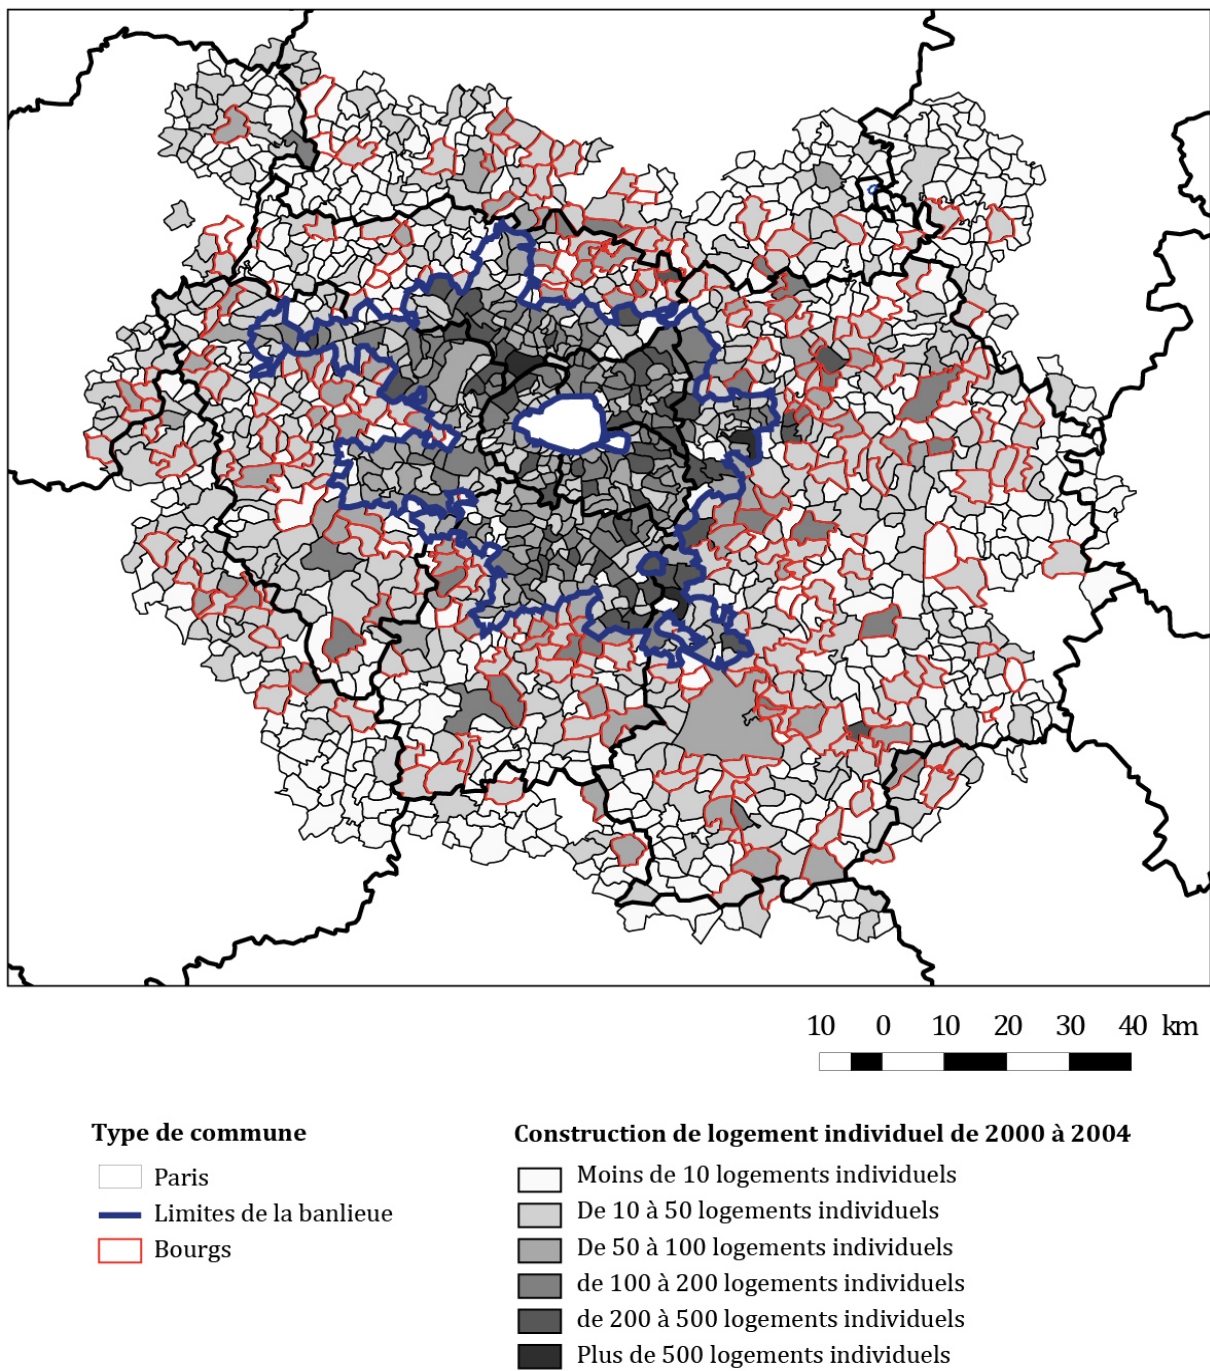 10 0 10 20 30 40 km
Type de commune
Paris
Limites de la banlieue
Bourgs
Construction de logement individuel de 2000 à 2004
Moins de 10 logements individuels
De 10 à 50 logements individuels
De 50 à 100 logements individuels
de 100 à 200 logements individuels
de 200 à 500 logements individuels
Plus de 500 logements individuels